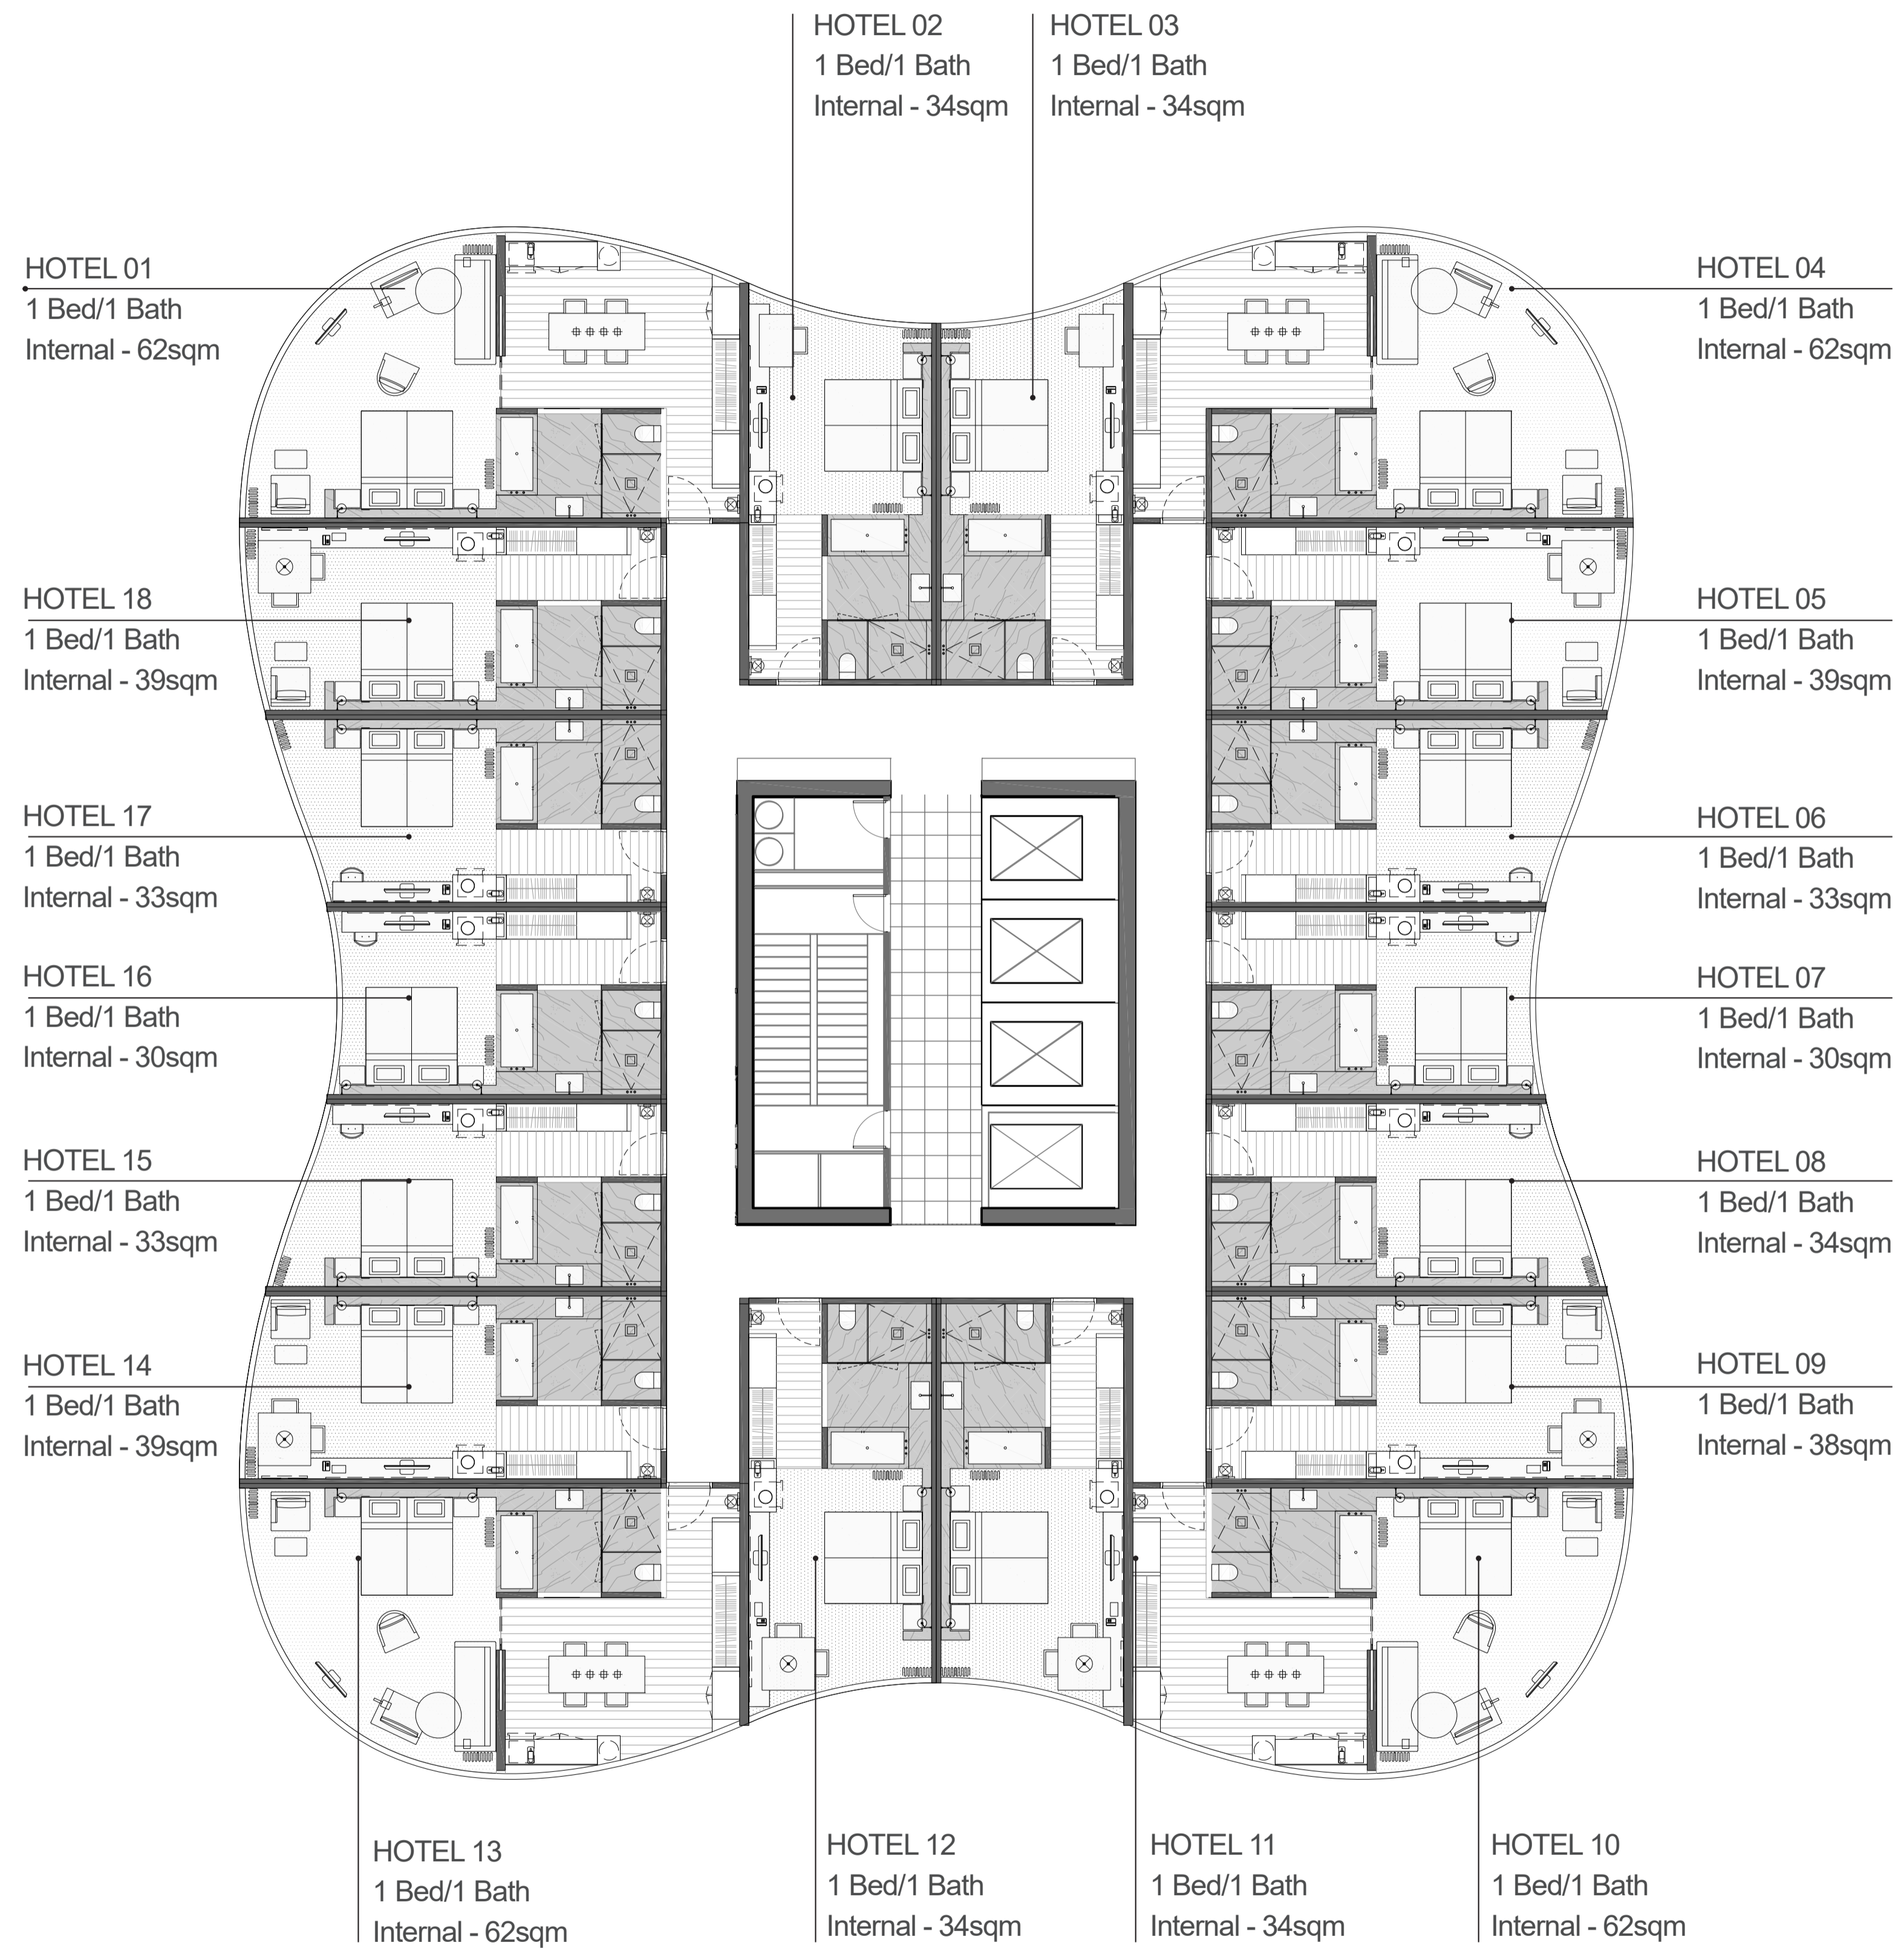 HOTEL 02
1 Bed/1 Bath
Internal - 34sqm
HOTEL 03
1 Bed/1 Bath
Internal - 34sqm
HOTEL 01
1 Bed/1 Bath
Internal - 62sqm
HOTEL 04
1 Bed/1 Bath
Internal - 62sqm
HOTEL 18
1 Bed/1 Bath
Internal - 39sqm
HOTEL 05
1 Bed/1 Bath
Internal - 39sqm
HOTEL 17
1 Bed/1 Bath
Internal - 33sqm
HOTEL 06
1 Bed/1 Bath
Internal - 33sqm
HOTEL 16
1 Bed/1 Bath
Internal - 30sqm
HOTEL 07
1 Bed/1 Bath
Internal - 30sqm
HOTEL 15
1 Bed/1 Bath
Internal - 33sqm
HOTEL 08
1 Bed/1 Bath
Internal - 34sqm
HOTEL 14
1 Bed/1 Bath
Internal - 39sqm
HOTEL 09
1 Bed/1 Bath
Internal - 38sqm
HOTEL 13
1 Bed/1 Bath
Internal - 62sqm
HOTEL 12
1 Bed/1 Bath
Internal - 34sqm
HOTEL 11
1 Bed/1 Bath
Internal - 34sqm
HOTEL 10
1 Bed/1 Bath
Internal - 62sqm